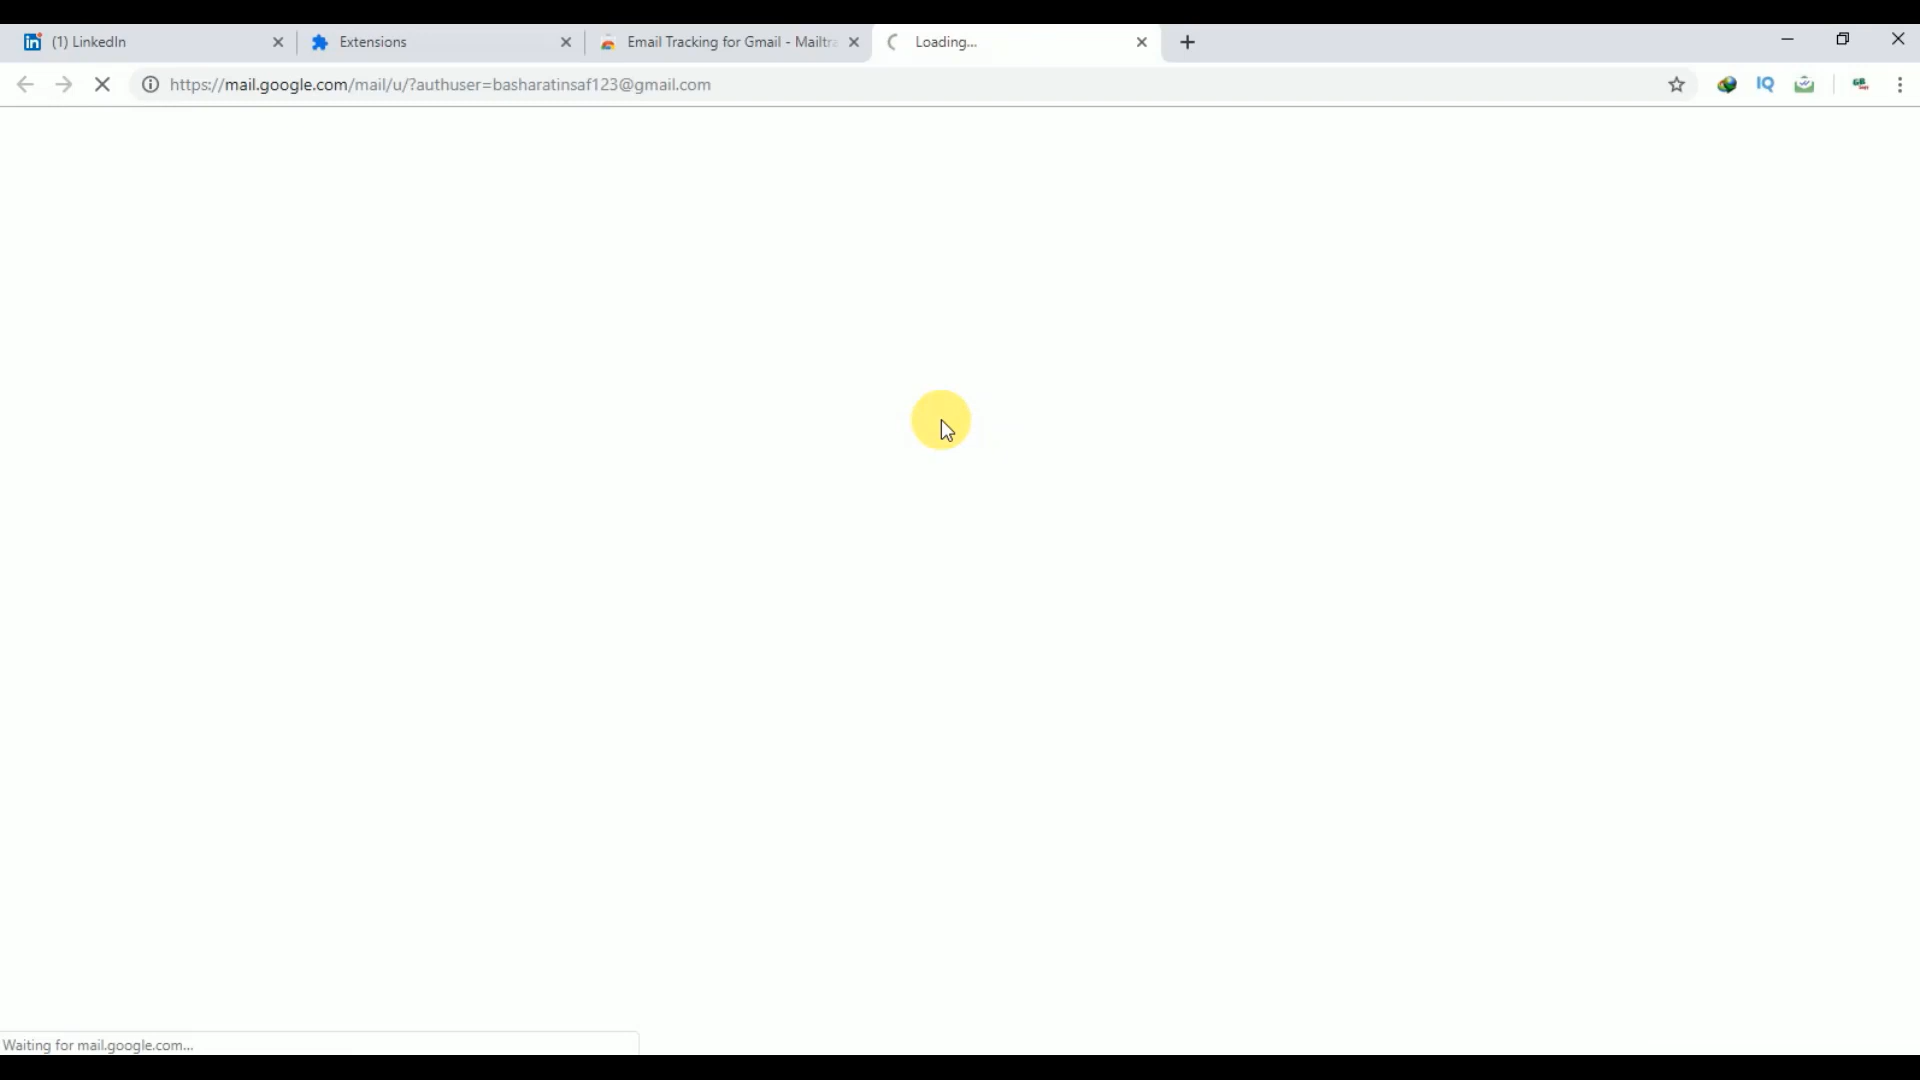 (1) LinkedIn
Extensions
Email Tracking for Gmail - Mailtra
Loading...
https://mail.google.com/mail/u/?authuser=basharatinsaf123@gmail.com
IQ
Waiting for mail.google.com...